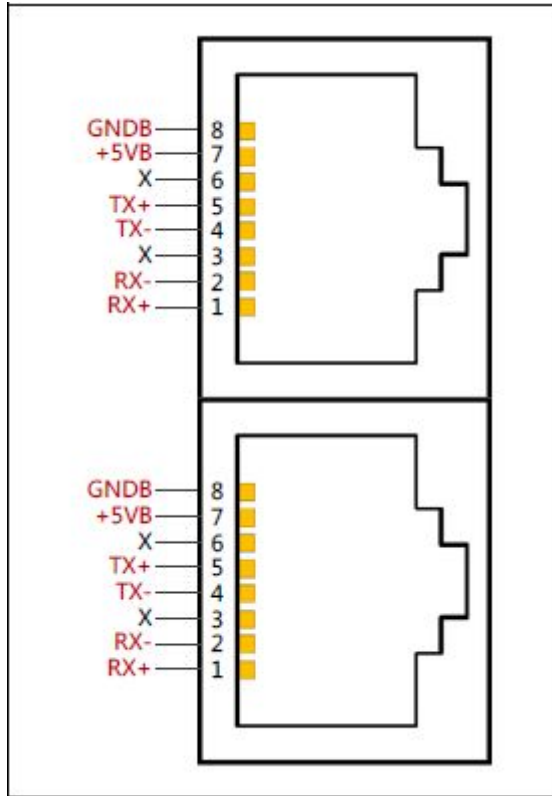 GNDB 8
+5VB 7
X 6
TX+ 5
TX- 4
X 3
RX- 2
RX+ 1
GNDB 8
+5VB 7
X 6
TX+ 5
TX- 4
X 3
RX- 2
RX+ 1